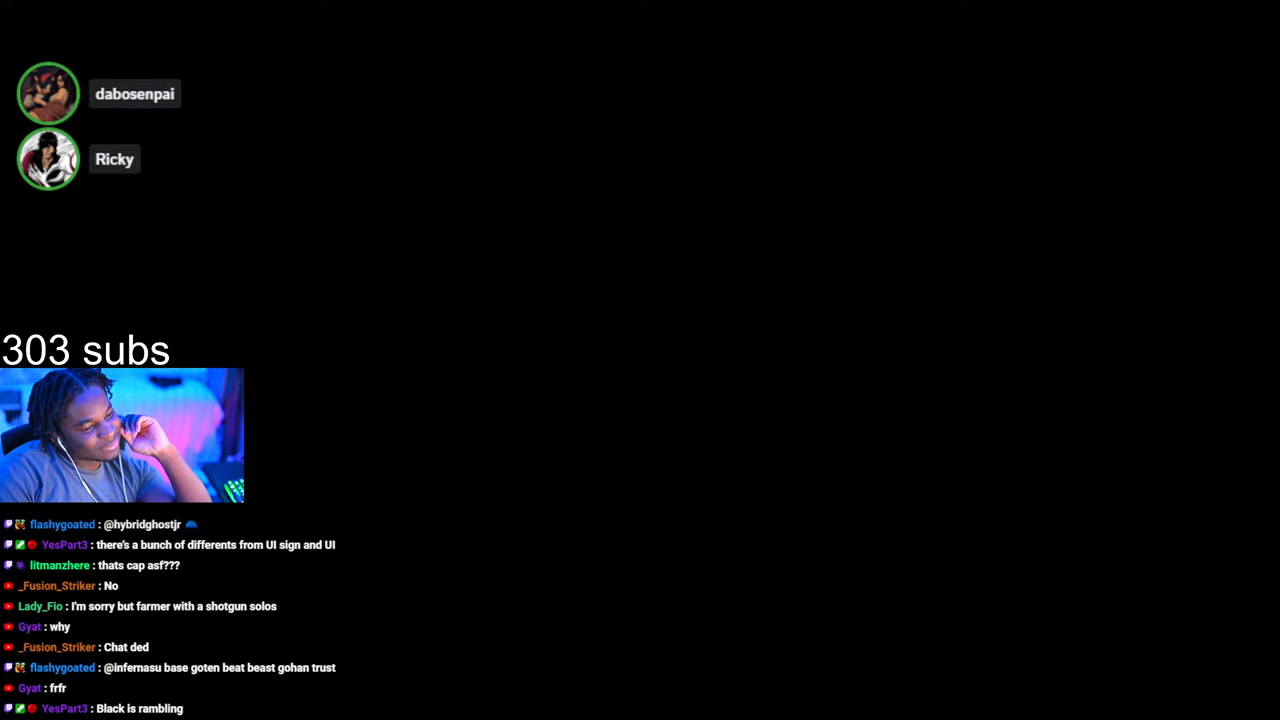 dabosenpai
Ricky
303 subs
flashygoated : @hybridghostjr
YesPart3 : there's a bunch of differents from UI sign and UI
litmanzhere : thats cap asf???
_Fusion_Striker : No
Lady_Fio : I'm sorry but farmer with a shotgun solos
Gyat : why
_Fusion_Striker : Chat ded
flashygoated : @infernasu base goten beat beast gohan trust
Gyat : frfr
YesPart3 : Black is rambling